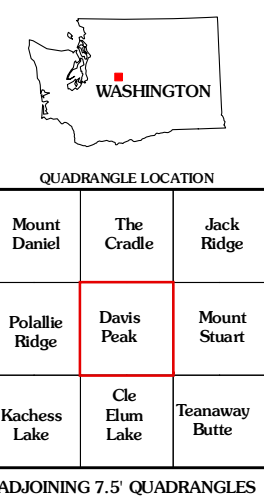 WASHINGTON
QUADRANGLE LOCATION
Mount
Daniel
The
Cradle
Jack
Ridge
Polallie
Ridge
Davis
Peak
Mount
Stuart
Kachess
Lake
Cle
Elum
Lake
Teanaway
Butte
ADJOINING 7.5' QUADRANGLES